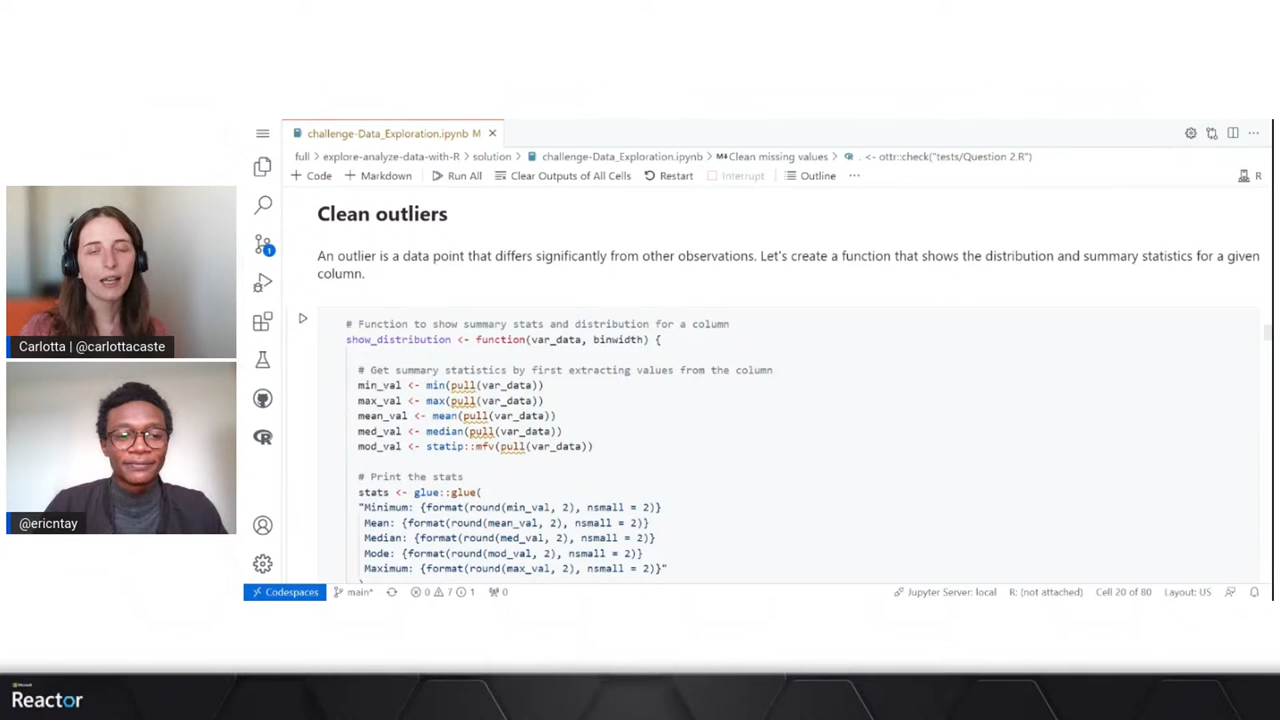 challenge-Data_Exploration.ipynb M
full explore-analyze-data-with-R solution challenge-Data_Exploration.ipynb Clean missing values . <- ottr::check("tests/Question 2.R")
Code Markdown Run All Clear Outputs of All Cells Restart Interrupt Outline ... R
Clean outliers
An outlier is a data point that differs significantly from other observations. Let's create a function that shows the distribution and summary statistics for a given
column.
# Function to show summary stats and distribution for a column
show_distribution <- function(var_data, binwidth) {
# Get summary statistics by first extracting values from the column
min_val <- min(pull(var_data))
max_val <- max(pull(var_data))
mean_val <- mean(pull(var_data))
med_val <- median(pull(var_data))
mod_val <- statip::mfv(pull(var_data))
# Print the stats
stats <- glue::glue(
"Minimum: {format(round(min_val, 2), nsmall = 2)}
Mean: {format(round(mean_val, 2), nsmall = 2)}
Median: {format(round(med_val, 2), nsmall = 2)}
Mode: {format(round(mod_val, 2), nsmall = 2)}
Maximum: {format(round(max_val, 2), nsmall = 2)}"
1
Carlotta | @carlottacaste
@ericntay
Codespaces main* 0 7 1 0 Jupyter Server: local R: (not attached) Cell 20 of 80 Layout: US
Microsoft
Reactor